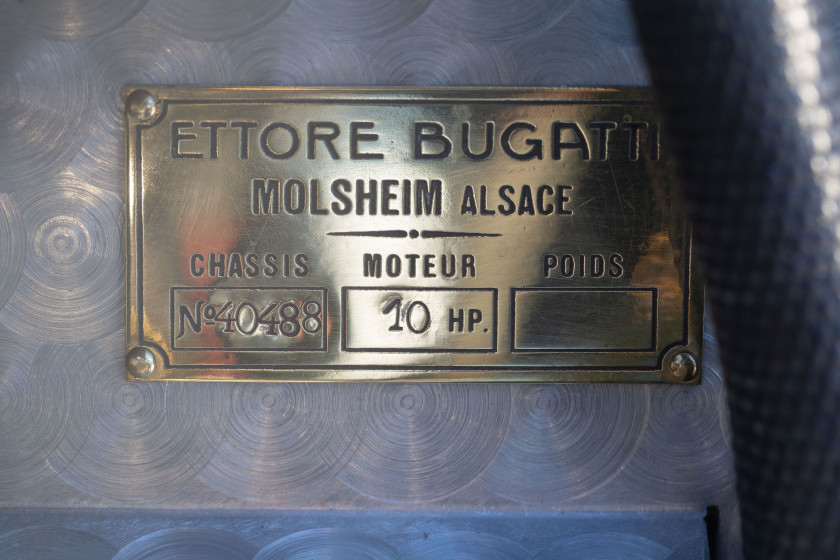 ETTORE BUGATTI
MOLSHEIM ALSACE
CHASSIS MOTEUR POIDS
No40488 10 HP.